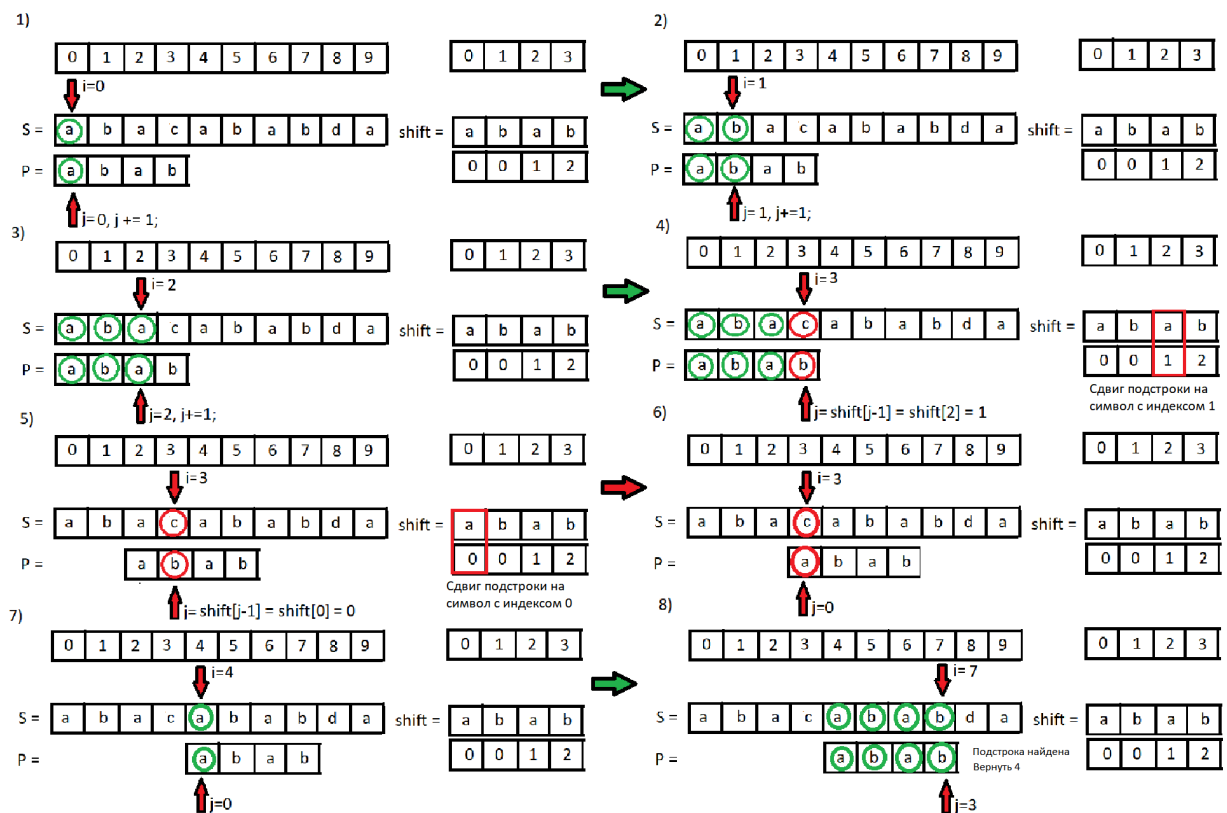 1)
0 1 2 3 4 5 6 7 8 9
0 1 2 3
i=0
S = a b a c a b a b d a
shift = a b a b
P = a b a b
0 0 1 2
j=0, j += 1;
2)
0 1 2 3 4 5 6 7 8 9
0 1 2 3
i=1
S = a b a c a b a b d a
shift = a b a b
P = a b a b
0 0 1 2
j= 1, j+=1;
3)
0 1 2 3 4 5 6 7 8 9
0 1 2 3
i= 2
S = a b a c a b a b d a
shift = a b a b
P = a b a b
0 0 1 2
j=2, j+=1;
4)
0 1 2 3 4 5 6 7 8 9
0 1 2 3
i=3
S = a b a c a b a b d a
shift = a b a b
P = a b a b
0 0 1 2
Сдвиг подстроки на
символ с индексом 1
j= shift[j-1] = shift[2] = 1
5)
0 1 2 3 4 5 6 7 8 9
0 1 2 3
i=3
S = a b a c a b a b d a
shift = a b a b
P = a b a b
0 0 1 2
Сдвиг подстроки на
символ с индексом 0
j= shift[j-1] = shift[0] = 0
6)
0 1 2 3 4 5 6 7 8 9
0 1 2 3
i= 3
S = a b a c a b a b d a
shift = a b a b
P = a b a b
0 0 1 2
j=0
7)
0 1 2 3 4 5 6 7 8 9
0 1 2 3
i=4
S = a b a c a b a b d a
shift = a b a b
P = a b a b
0 0 1 2
j=0
8)
0 1 2 3 4 5 6 7 8 9
0 1 2 3
i=7
S = a b a c a b a b d a
shift = a b a b
P = a b a b
0 0 1 2
Подстрока найдена
Вернуть 4
j=3